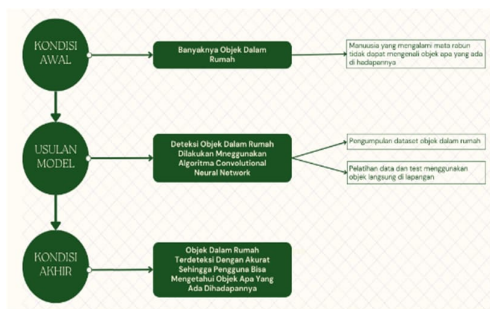 KONDISI
AWAL
Banyaknya Objek Dalam
Rumah
Manuusia yang mengalami mata rabun
tidak dapat mengenali objek apa yang ada
di hadapannya
USULAN
MODEL
Deteksi Objek Dalam Rumah
Dilakukan Mneggunakan
Algoritma Convolutional
Neural Network
Pengumpulan dataset objek dalam rumah
Pelatihan data dan test menggunakan
objek langsung di lapangan
KONDISI
AKHIR
Objek Dalam Rumah
Terdeteksi Dengan Akurat
Sehingga Pengguna Bisa
Mengetahui Objek Apa Yang
Ada Dihadapannya